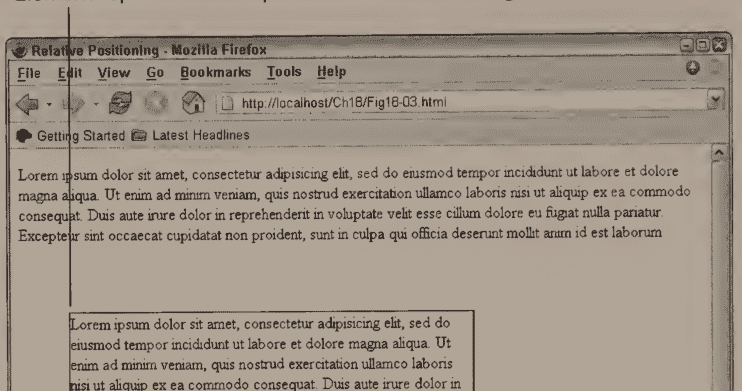 Relative Positioning - Mozilla Firefox
File Edit View Go Bookmarks Tools Help
http://localhost/Ch18/Fig18-03.html
Getting Started Latest Headlines
Lorem ipsum dolor sit amet, consectetur adipisicing elit, sed do eiusmod tempor incididunt ut labore et dolore
magna aliqua. Ut enim ad minim veniam, quis nostrud exercitation ullamco laboris nisi ut aliquip ex ea commodo
consequat. Duis aute irure dolor in reprehenderit in voluptate velit esse cillum dolore eu fugiat nulla pariatur.
Excepteur sint occaecat cupidatat non proident, sunt in culpa qui officia deserunt mollit anim id est laborum
Lorem ipsum dolor sit amet, consectetur adipisicing elit, sed do
eiusmod tempor incididunt ut labore et dolore magna aliqua. Ut
enim ad minim veniam, quis nostrud exercitation ullamco laboris
nisi ut aliquip ex ea commodo consequat. Duis aute irure dolor in